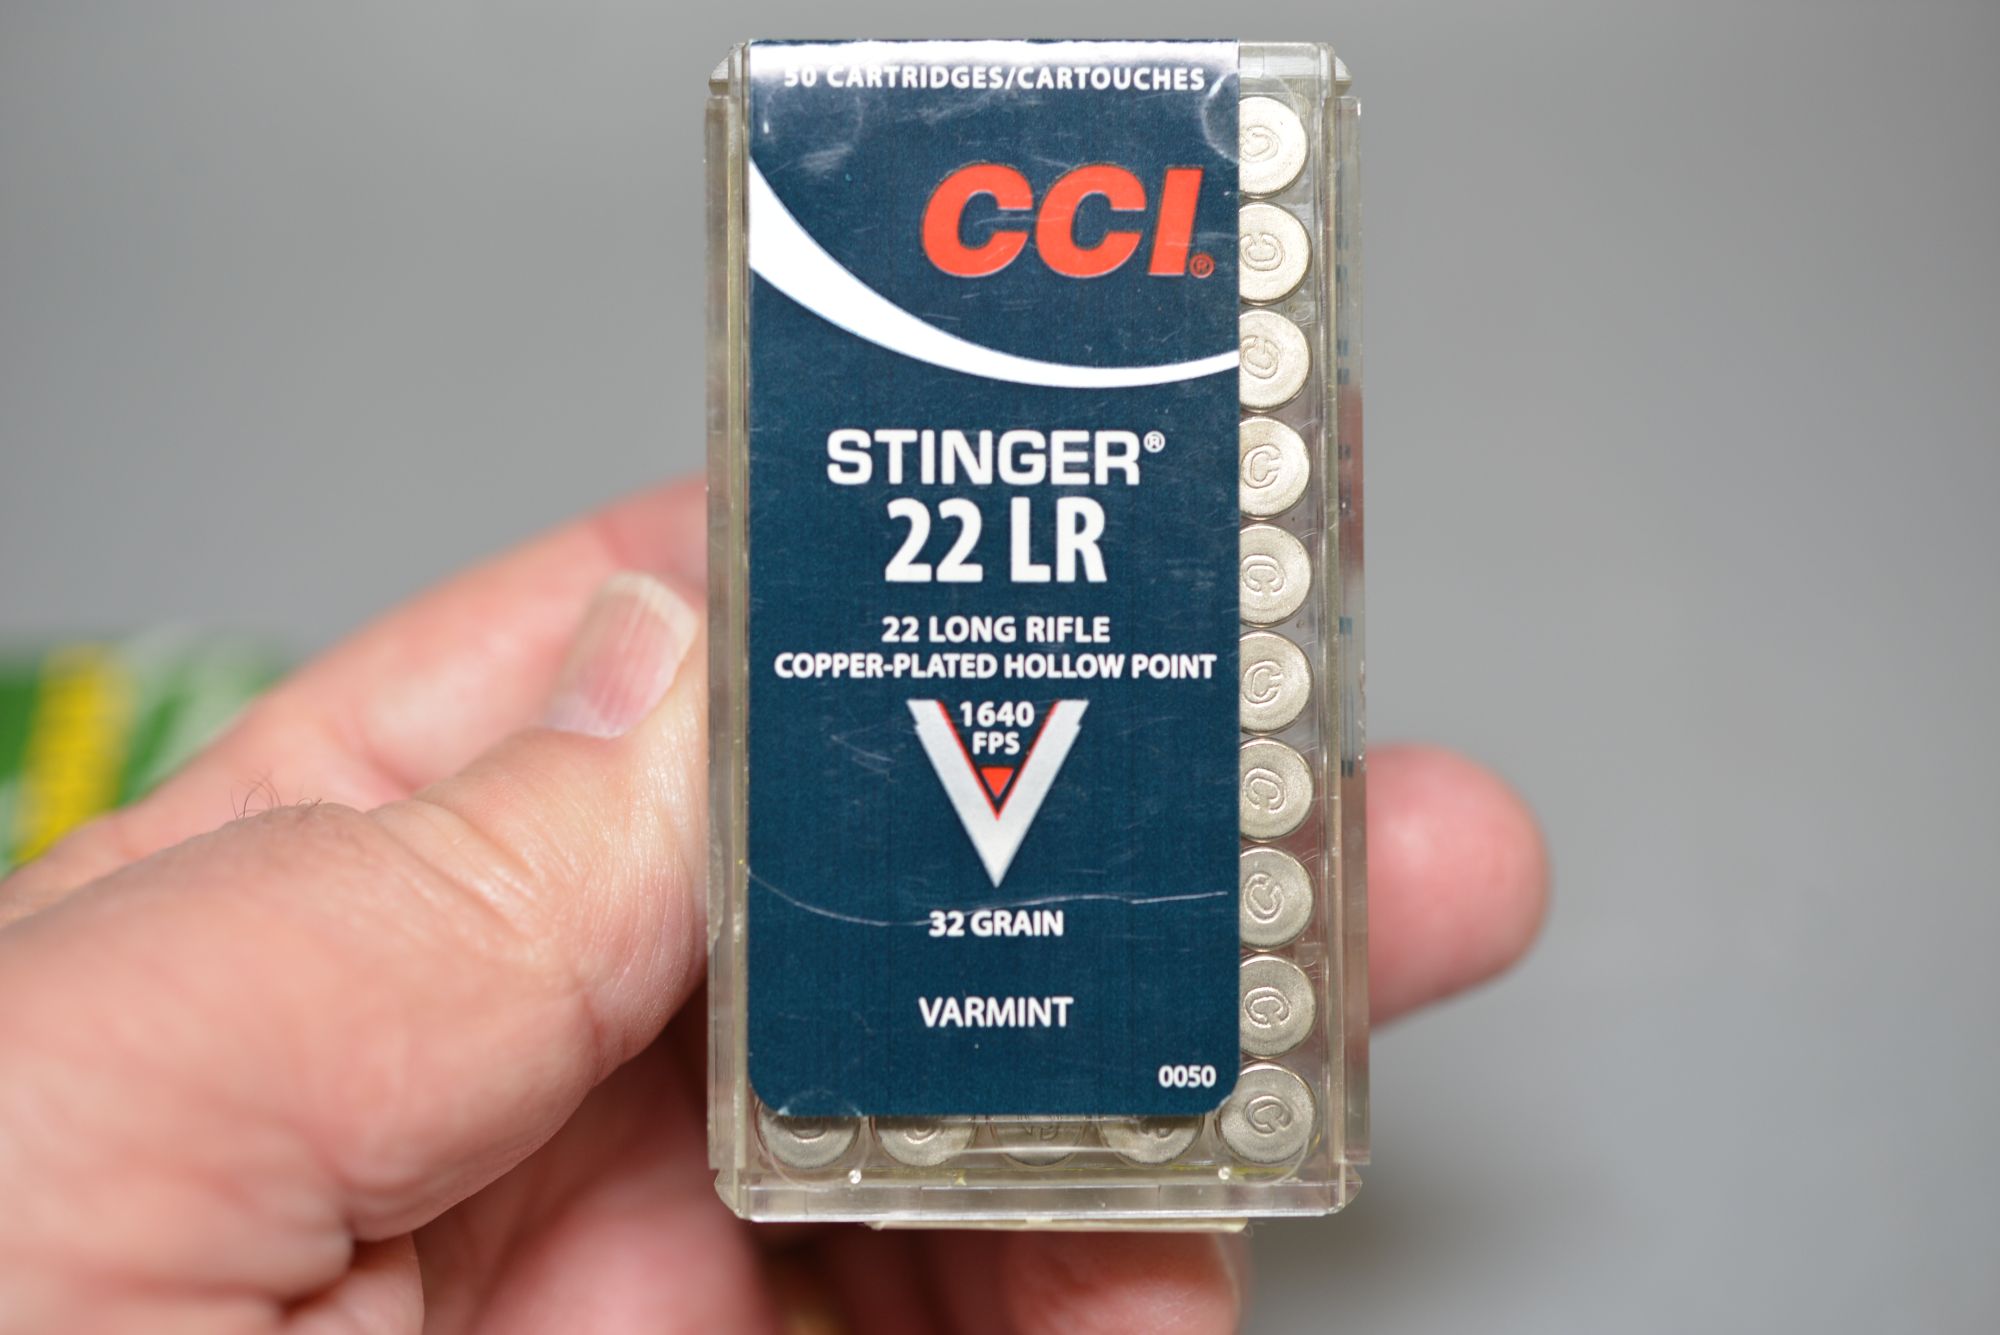 50 CARTRIDGES/CARTOUCHES
CCI®
STINGER®
22 LR
22 LONG RIFLE
COPPER-PLATED HOLLOW POINT
1640
FPS
32 GRAIN
VARMINT
0050
C
C
C
C
C
C
C
C
C
C